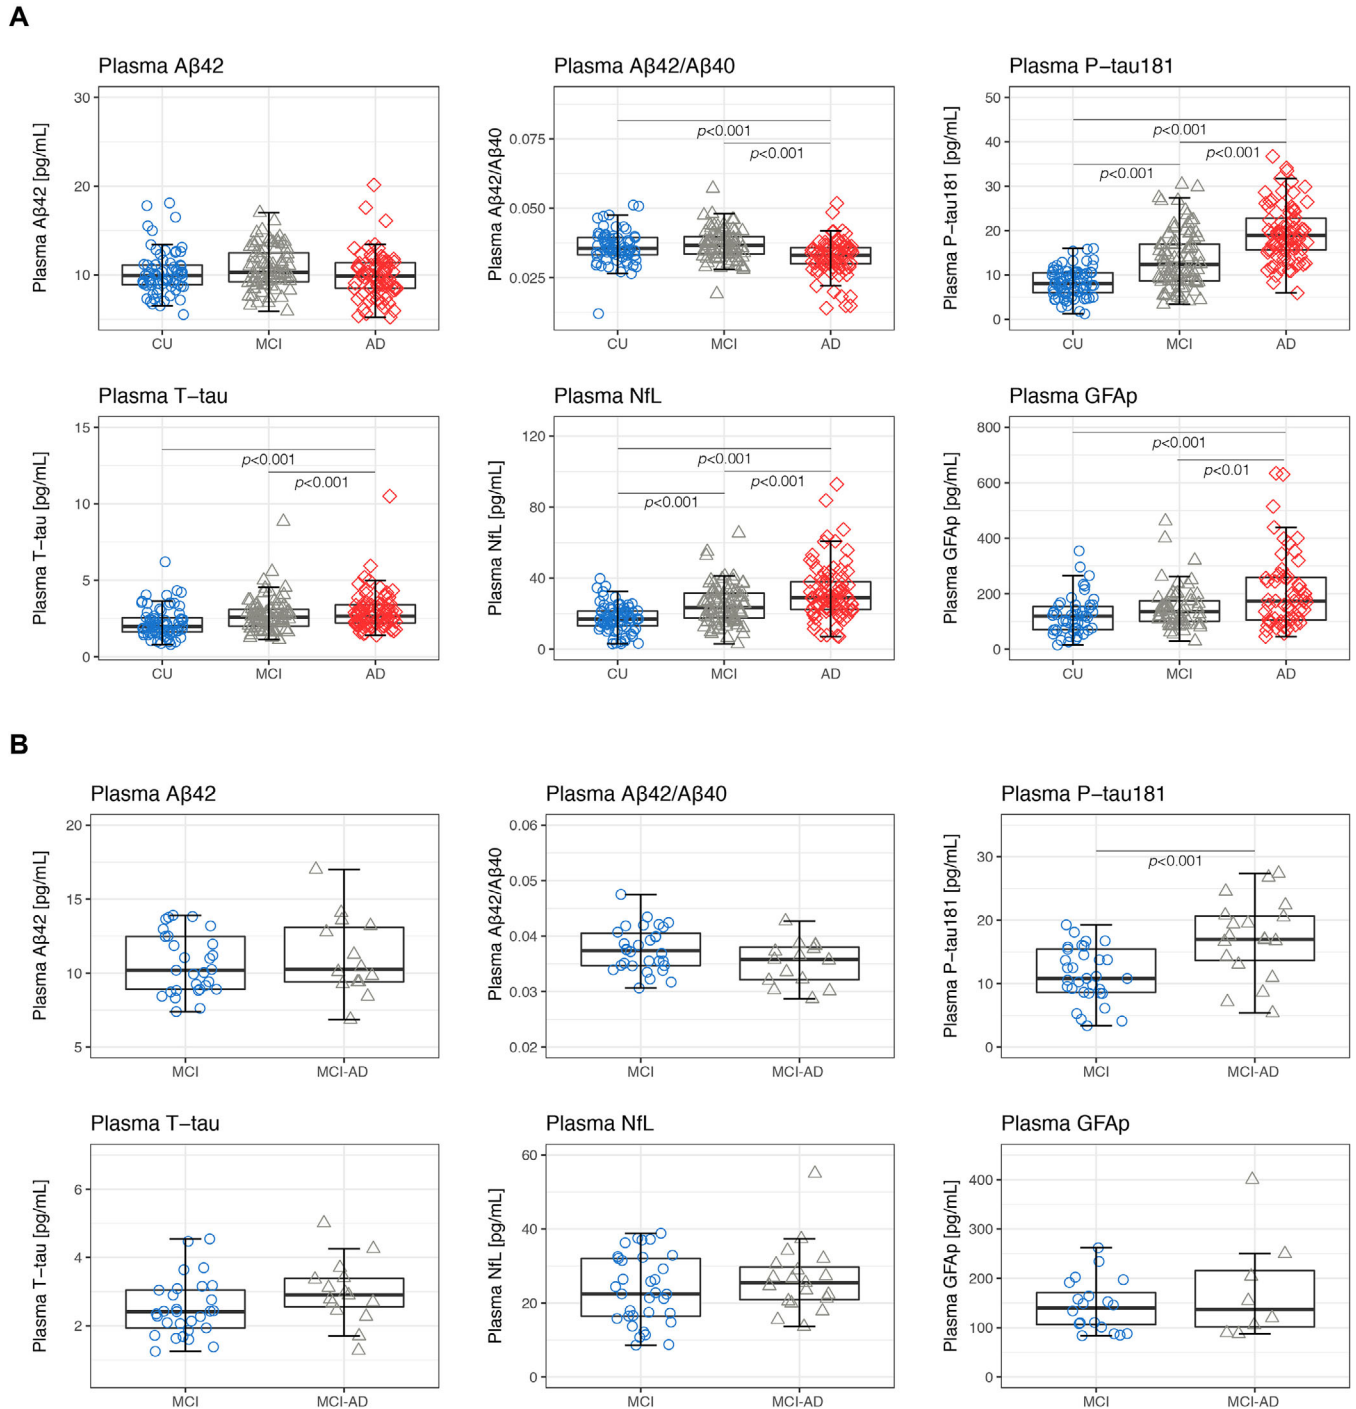 A
Plasma Aβ42
Plasma Aβ42 [pg/mL]
30
20
10
CU
MCI
AD
Plasma Aβ42/Aβ40
Plasma Aβ42/Aβ40
0.075
0.050
0.025
p<0.001
p<0.001
CU
MCI
AD
Plasma P−tau181
Plasma P−tau181 [pg/mL]
50
40
30
20
10
0
p<0.001
p<0.001
p<0.001
CU
MCI
AD
Plasma T−tau
Plasma T−tau [pg/mL]
15
10
5
0
p<0.001
p<0.001
CU
MCI
AD
Plasma NfL
Plasma NfL [pg/mL]
120
80
40
0
p<0.001
p<0.001
p<0.001
CU
MCI
AD
Plasma GFAp
Plasma GFAp [pg/mL]
800
600
400
200
0
p<0.001
p<0.01
CU
MCI
AD
B
Plasma Aβ42
Plasma Aβ42 [pg/mL]
20
15
10
5
MCI
MCI-AD
Plasma Aβ42/Aβ40
Plasma Aβ42/Aβ40
0.06
0.05
0.04
0.03
0.02
MCI
MCI-AD
Plasma P−tau181
Plasma P−tau181 [pg/mL]
30
20
10
0
p<0.001
MCI
MCI-AD
Plasma T−tau
Plasma T−tau [pg/mL]
6
4
2
MCI
MCI-AD
Plasma NfL
Plasma NfL [pg/mL]
60
40
20
0
MCI
MCI-AD
Plasma GFAp
Plasma GFAp [pg/mL]
400
300
200
100
0
MCI
MCI-AD